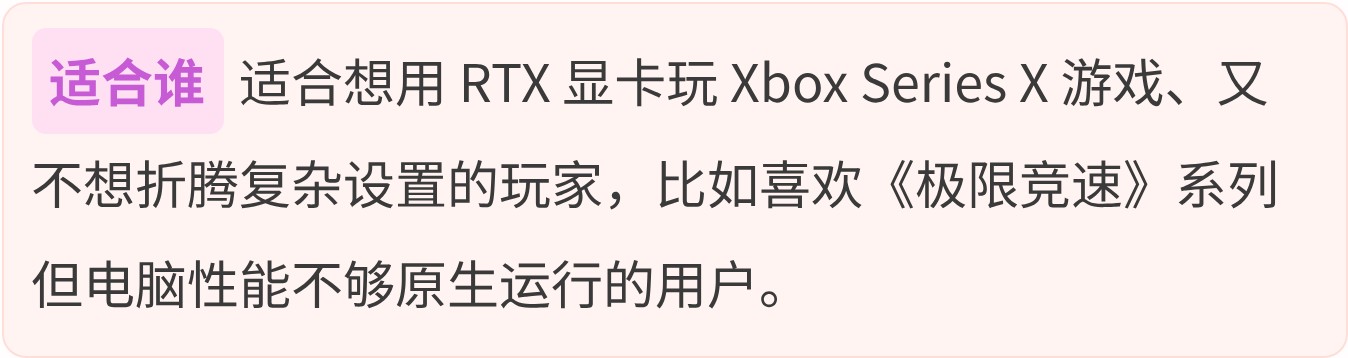 适合谁 适合想用 RTX 显卡玩 Xbox Series X 游戏、又
不想折腾复杂设置的玩家，比如喜欢《极限竞速》系列
但电脑性能不够原生运行的用户。